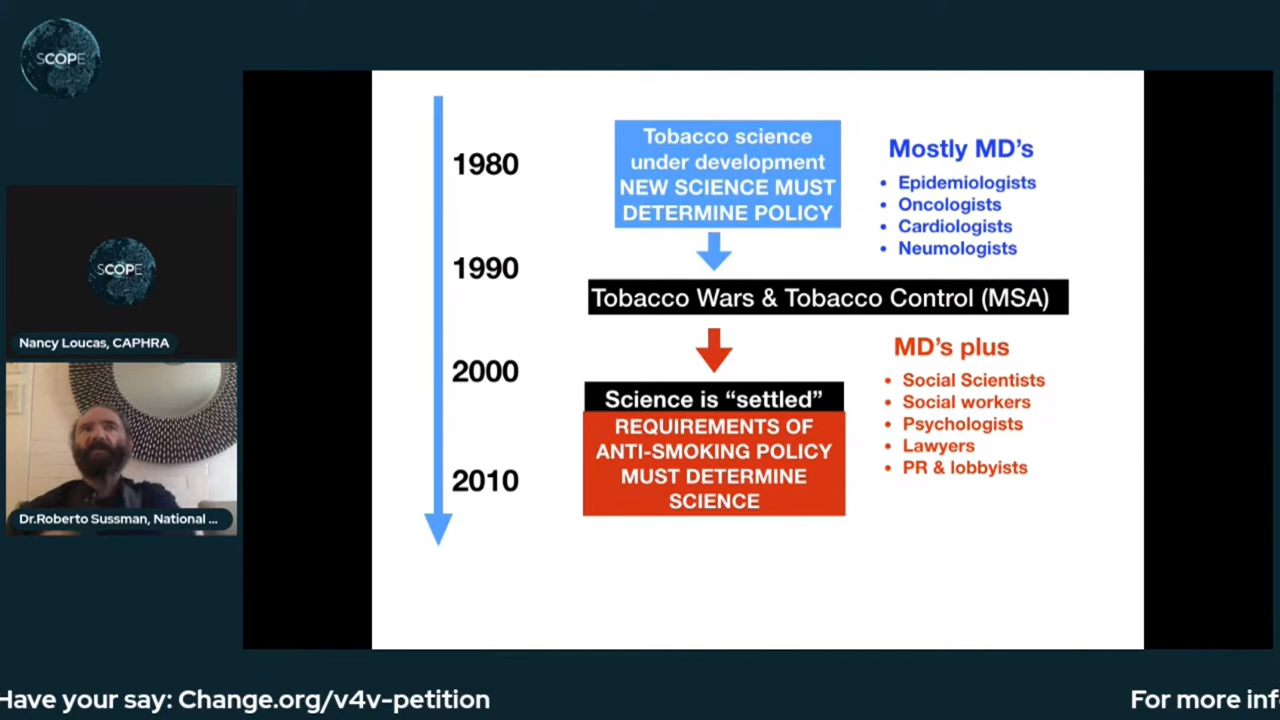 SCOPE
1980
1990
2000
2010
Tobacco science
under development
NEW SCIENCE MUST
DETERMINE POLICY
Mostly MD's
• Epidemiologists
• Oncologists
• Cardiologists
• Neumologists
Tobacco Wars & Tobacco Control (MSA)
MD's plus
• Social Scientists
• Social workers
• Psychologists
• Lawyers
• PR & lobbyists
Science is “settled”
REQUIREMENTS OF
ANTI-SMOKING POLICY
MUST DETERMINE
SCIENCE
SCOPE
Nancy Loucas, CAPHRA
Dr.Roberto Sussman, National ...
Have your say: Change.org/v4v-petition
For more inf